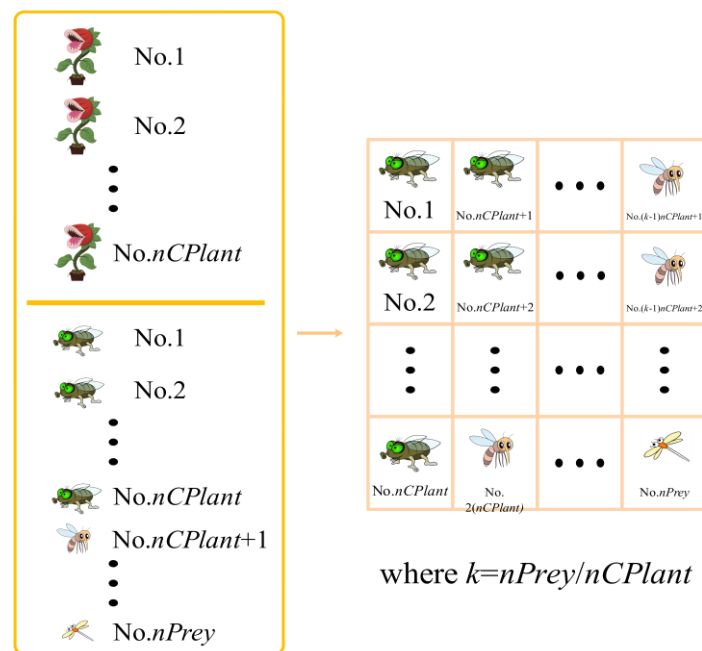 No.1
No.2
No.nCPlant
No.1
No.2
No.nCPlant
No.nCPlant+1
No.nPrey
No.1
No.nCPlant+1
No.(k-1)nCPlant+1
No.2
No.nCPlant+2
No.(k-1)nCPlant+2
No.nCPlant
No.
2(nCPlant)
No.nPrey
where k=nPrey/nCPlant